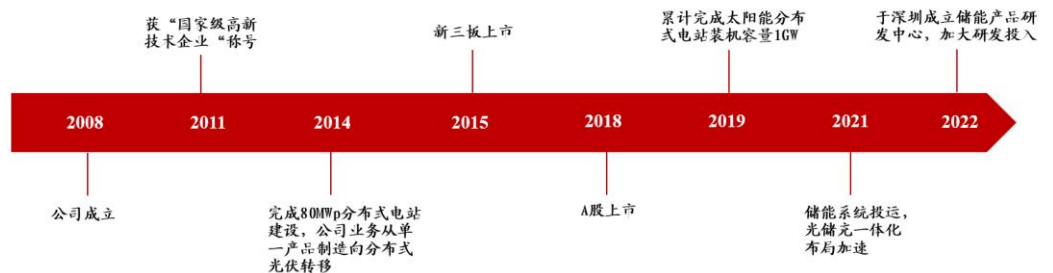 获“国家级高新
技术企业“称号
新三板上市
累计完成太阳能分布
式电站装机容量1GW
于深圳成立储能产品研
发中心，加大研发投入
2008
2011
2014
2015
2018
2019
2021
2022
公司成立
完成80MWp分布式电站
建设，公司业务从单
一产品制造向分布式
光伏转移
A股上市
储能系统投运，
光储充一体化
布局加速